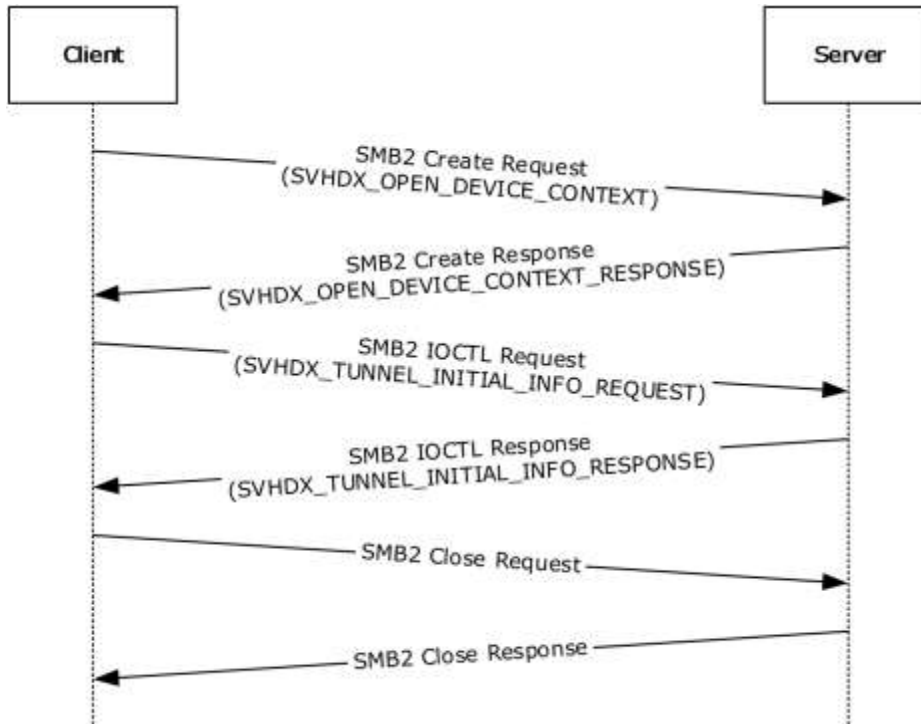 Client
Server
SMB2 Create Request
(SVHDX_OPEN_DEVICE_CONTEXT)
SMB2 Create Response
(SVHDX_OPEN_DEVICE_CONTEXT_RESPONSE)
SMB2 IOCTL Request
(SVHDX_TUNNEL_INITIAL_INFO_REQUEST)
SMB2 IOCTL Response
(SVHDX_TUNNEL_INITIAL_INFO_RESPONSE)
SMB2 Close Request
SMB2 Close Response